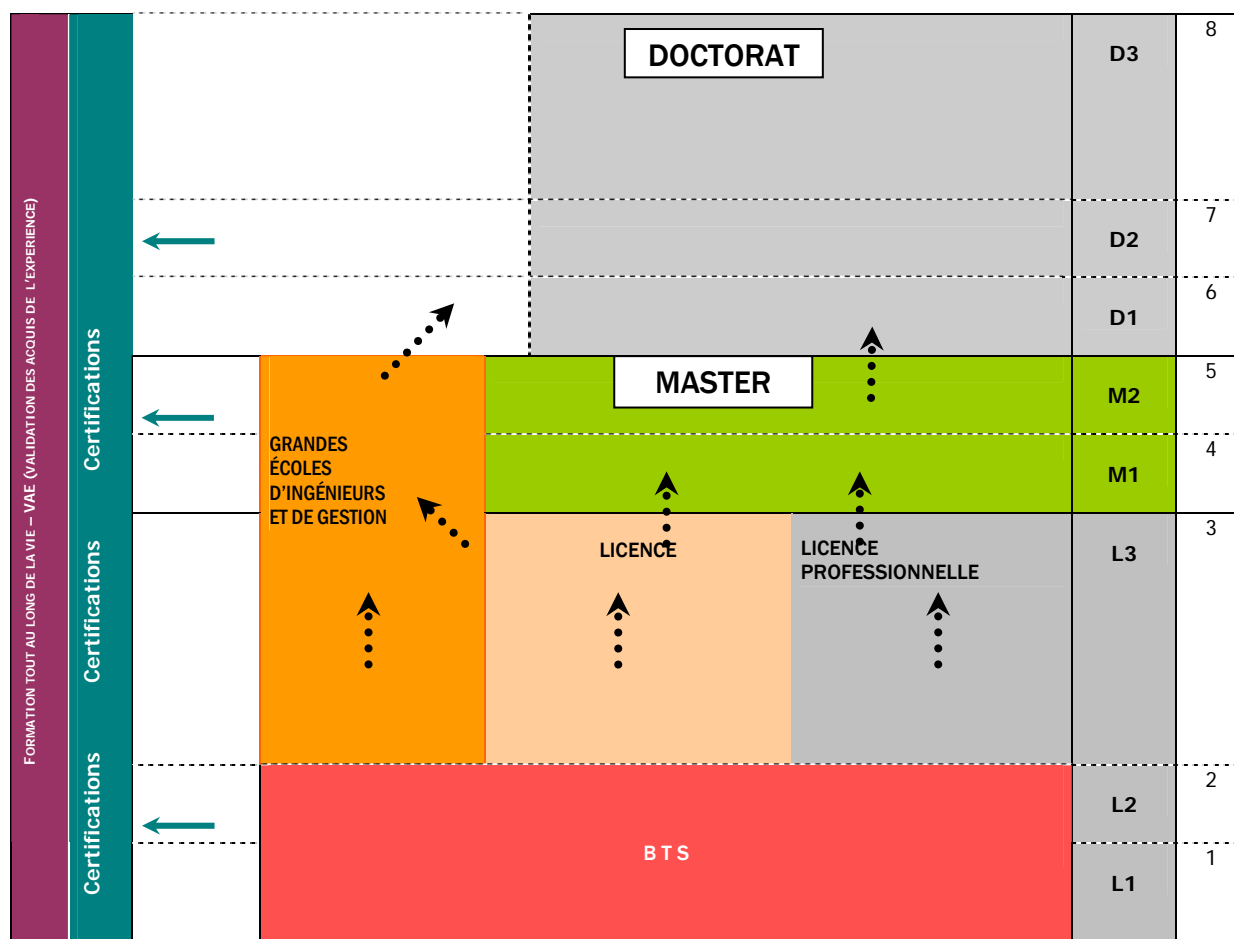 FORMATION TOUT AU LONG DE LA VIE – VAE (VALIDATION DES ACQUIS DE L'EXPERIENCE)
Certifications
Certifications
Certifications
DOCTORAT
D3
8
D2
7
D1
6
MASTER
M2
5
M1
4
GRANDES
ÉCOLES
D'INGÉNIEURS
ET DE GESTION
LICENCE
LICENCE
PROFESSIONNELLE
L3
3
L2
2
BTS
L1
1